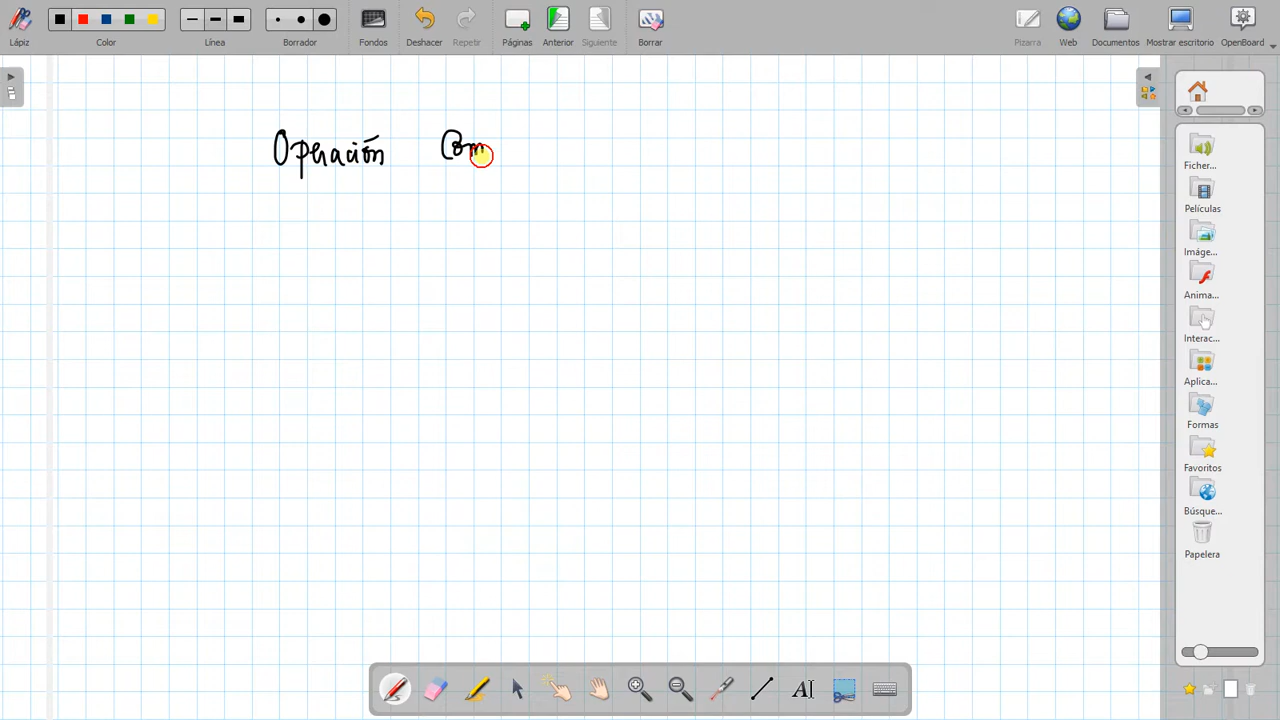 Lápiz
Color
Línea
Borrador
Fondos
Deshacer
Repetir
Páginas
Anterior
Siguiente
Borrar
Pizarra
Web
Documentos
Mostrar escritorio
OpenBoard
Operación Com
Ficher...
Películas
Imáge...
Anima...
Interac...
Aplica...
Formas
Favoritos
Búsque...
Papelera